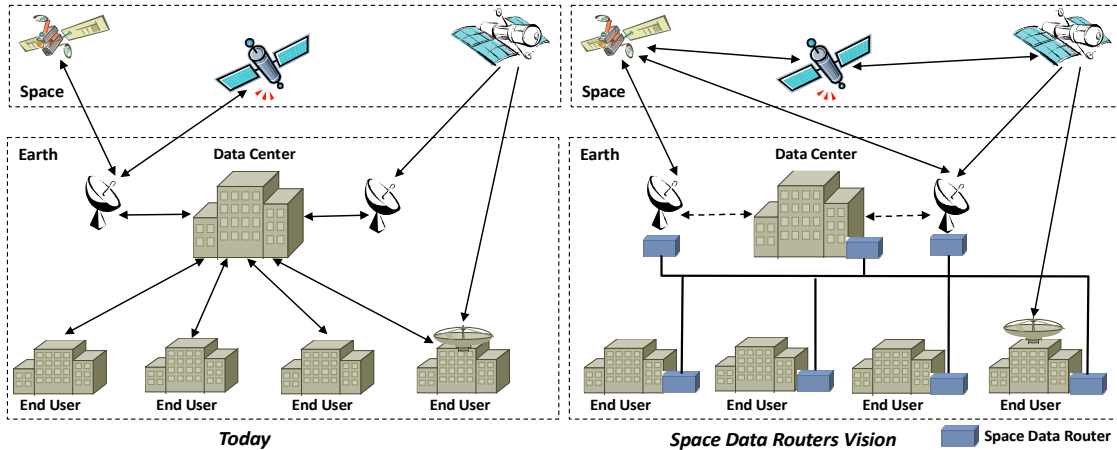 Space
Earth
Data Center
End User
End User
End User
End User
Today
Space
Earth
Data Center
End User
End User
End User
End User
Space Data Routers Vision
Space Data Router